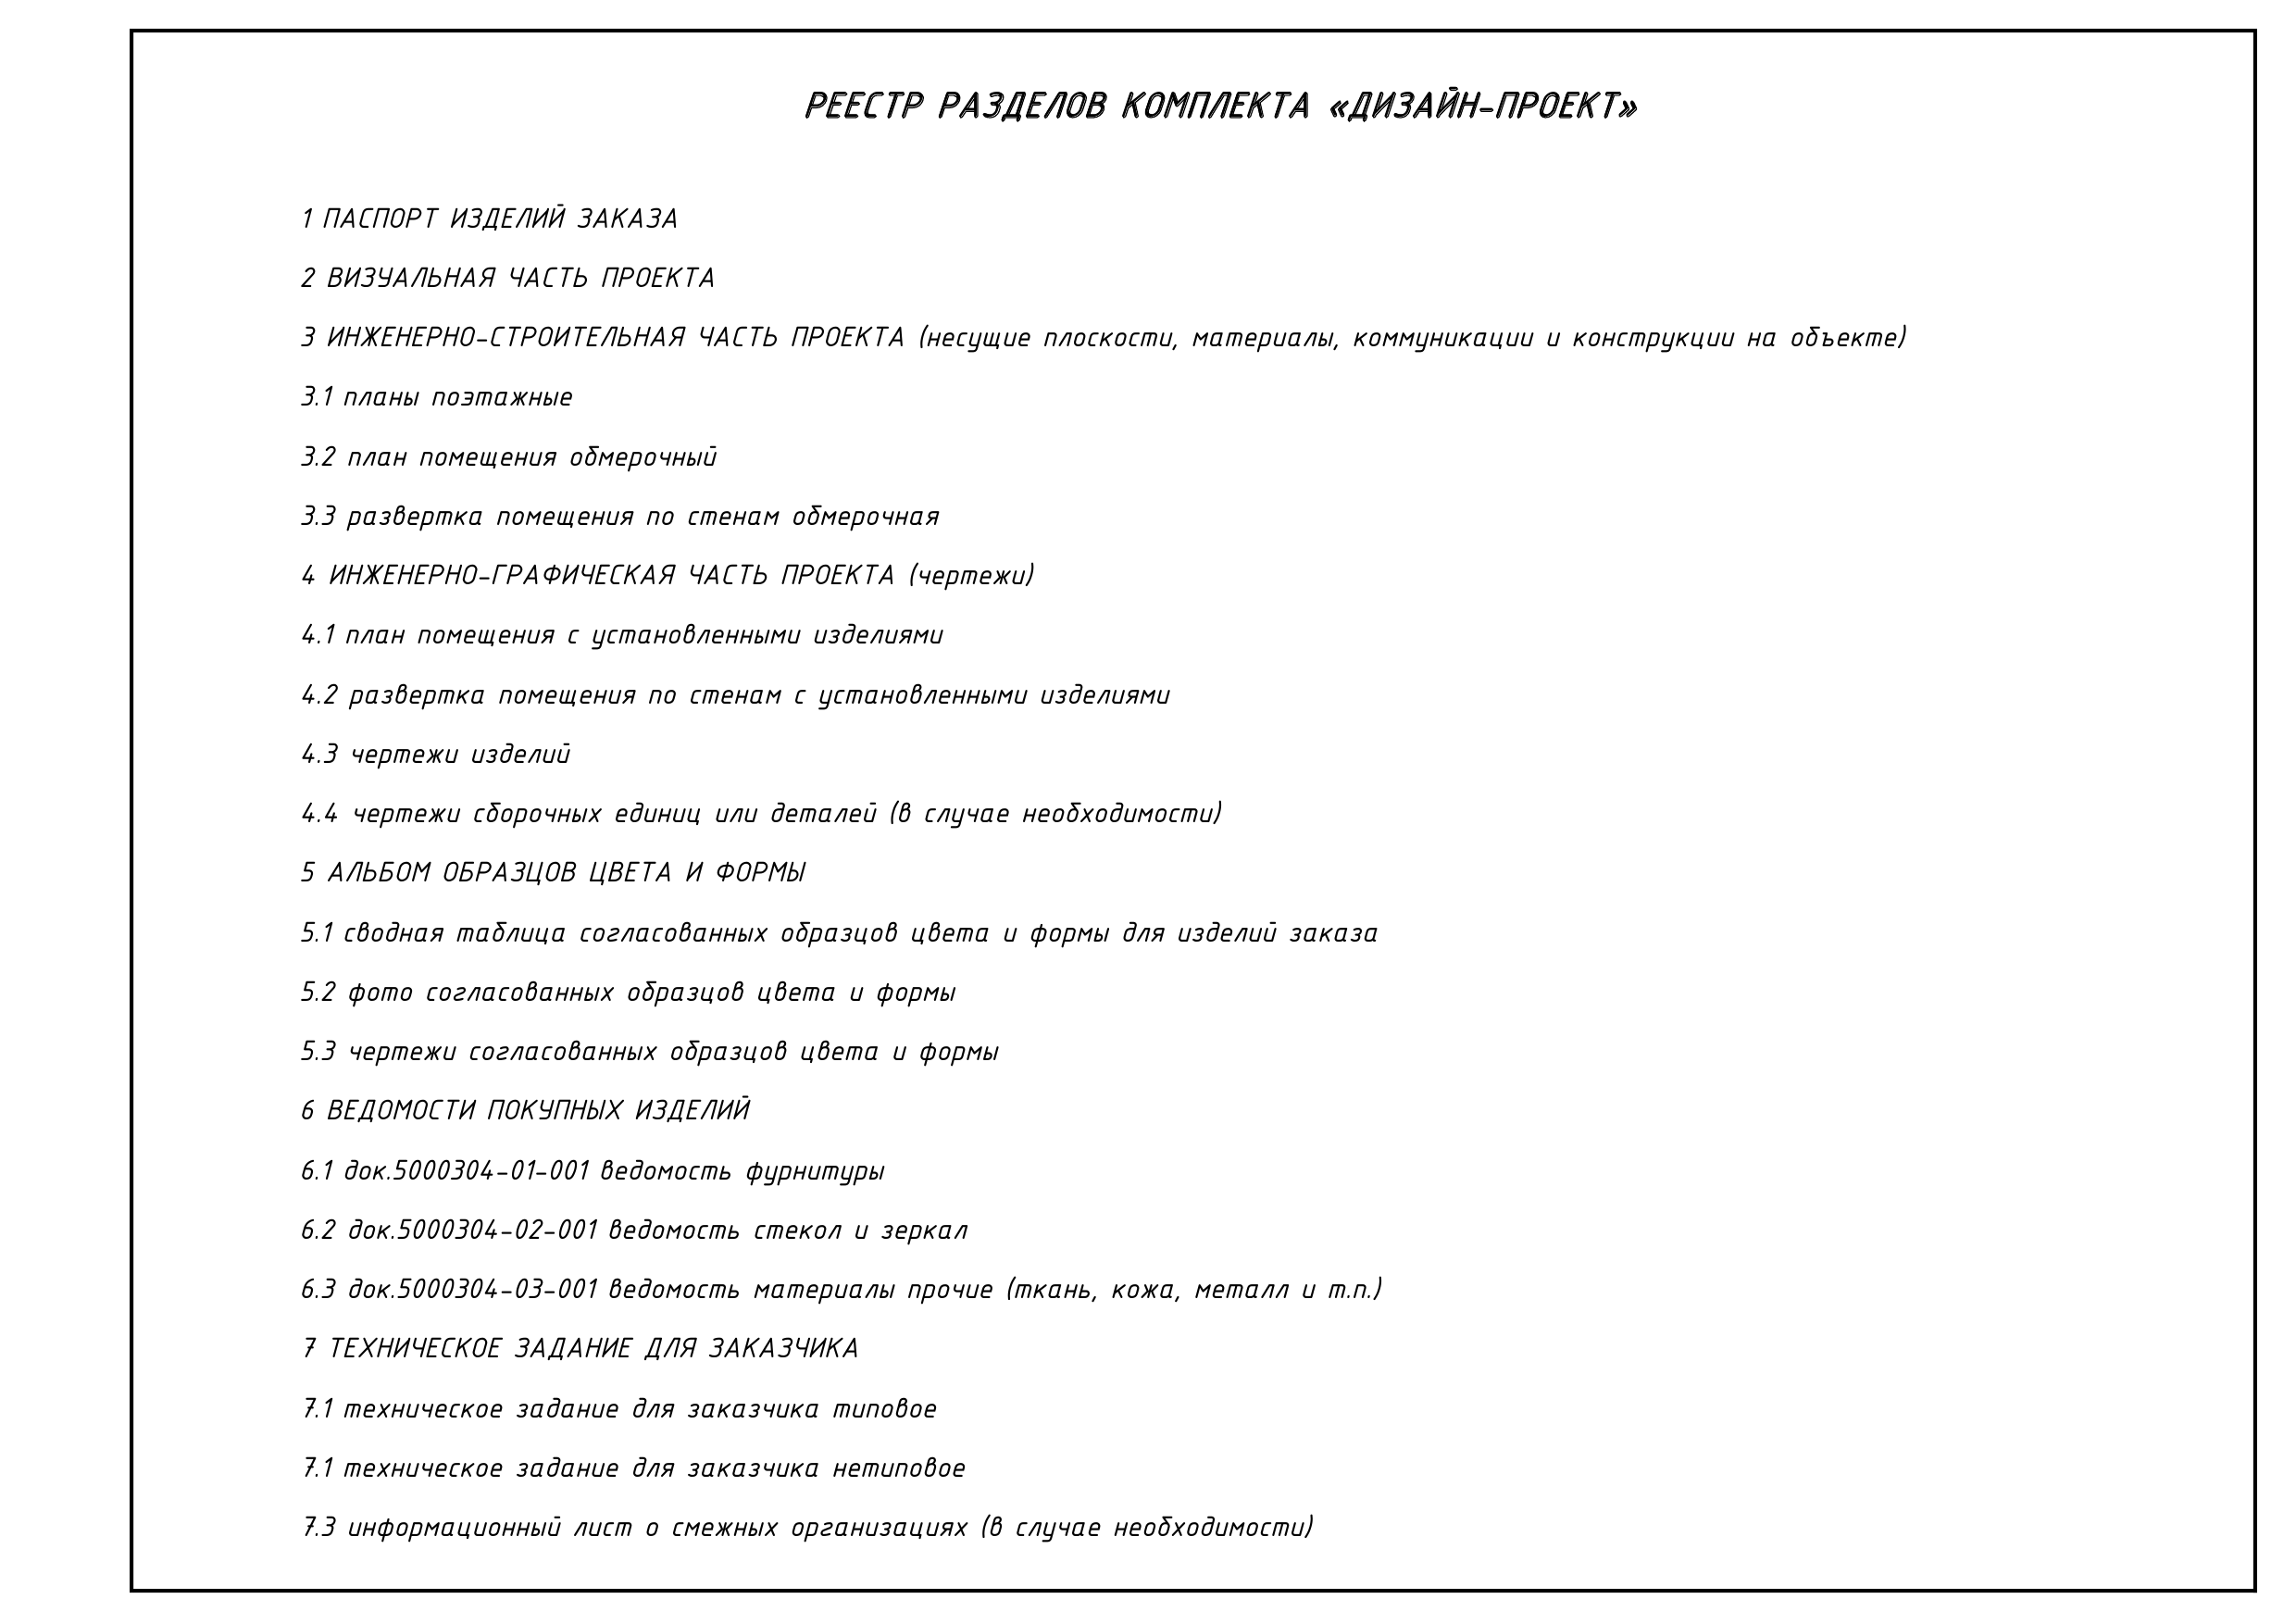 РЕЕСТР РАЗДЕЛОВ КОМПЛЕКТА «ДИЗАЙН-ПРОЕКТ»
1 ПАСПОРТ ИЗДЕЛИЙ ЗАКАЗА
2 ВИЗУАЛЬНАЯ ЧАСТЬ ПРОЕКТА
3 ИНЖЕНЕРНО-СТРОИТЕЛЬНАЯ ЧАСТЬ ПРОЕКТА (несущие плоскости, материалы, коммуникации и конструкции на объекте)
3.1 планы поэтажные
3.2 план помещения обмерочный
3.3 развертка помещения по стенам обмерочная
4 ИНЖЕНЕРНО-ГРАФИЧЕСКАЯ ЧАСТЬ ПРОЕКТА (чертежи)
4.1 план помещения с установленными изделиями
4.2 развертка помещения по стенам с установленными изделиями
4.3 чертежи изделий
4.4 чертежи сборочных единиц или деталей (в случае необходимости)
5 АЛЬБОМ ОБРАЗЦОВ ЦВЕТА И ФОРМЫ
5.1 сводная таблица согласованных образцов цвета и формы для изделий заказа
5.2 фото согласованных образцов цвета и формы
5.3 чертежи согласованных образцов цвета и формы
6 ВЕДОМОСТИ ПОКУПНЫХ ИЗДЕЛИЙ
6.1 док.5000304-01-001 ведомость фурнитуры
6.2 док.5000304-02-001 ведомость стекол и зеркал
6.3 док.5000304-03-001 ведомость материалы прочие (ткань, кожа, металл и т.п.)
7 ТЕХНИЧЕСКОЕ ЗАДАНИЕ ДЛЯ ЗАКАЗЧИКА
7.1 техническое задание для заказчика типовое
7.1 техническое задание для заказчика нетиповое
7.3 информационный лист о смежных организациях (в случае необходимости)